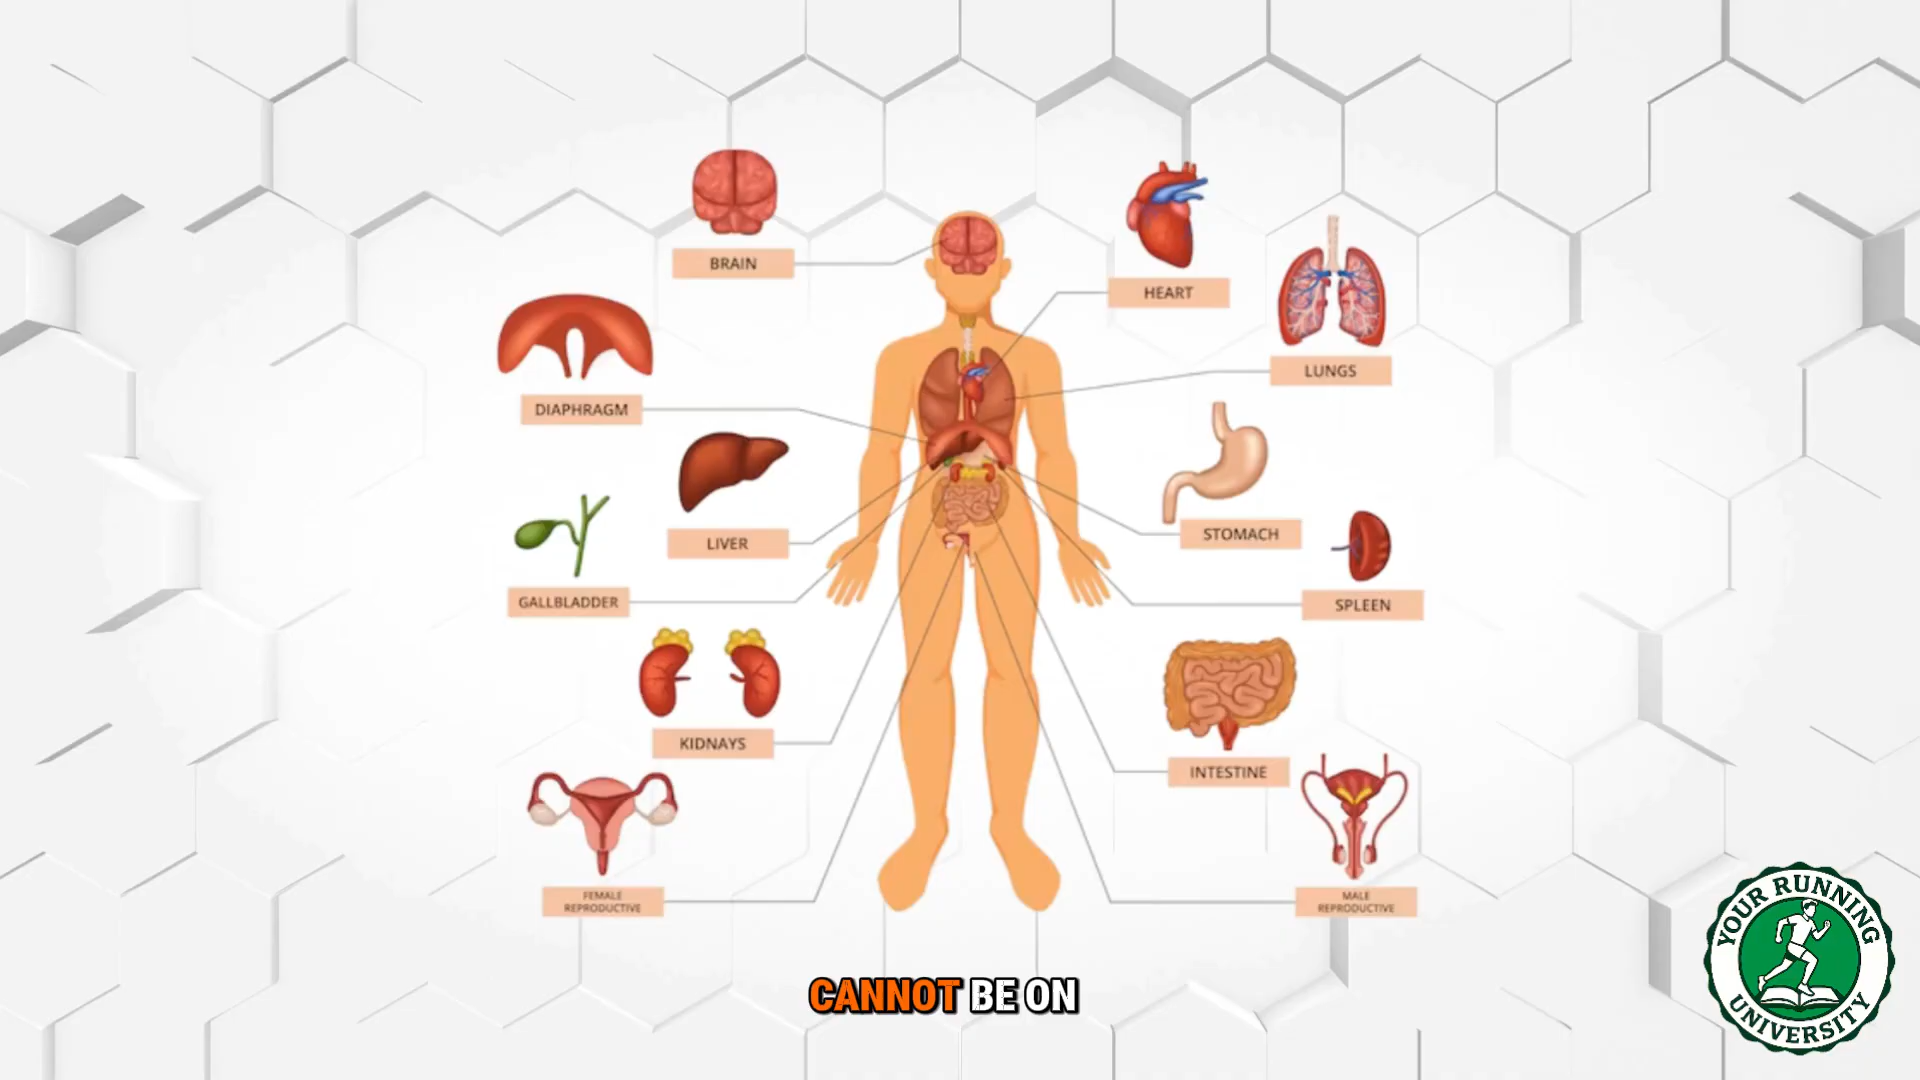 BRAIN
HEART
LUNGS
DIAPHRAGM
STOMACH
LIVER
GALLBLADDER
SPLEEN
KIDNAYS
INTESTINE
FEMALE
REPRODUCTIVE
MALE
REPRODUCTIVE
YOUR RUNNING
UNIVERSITY
CANNOT BE ON